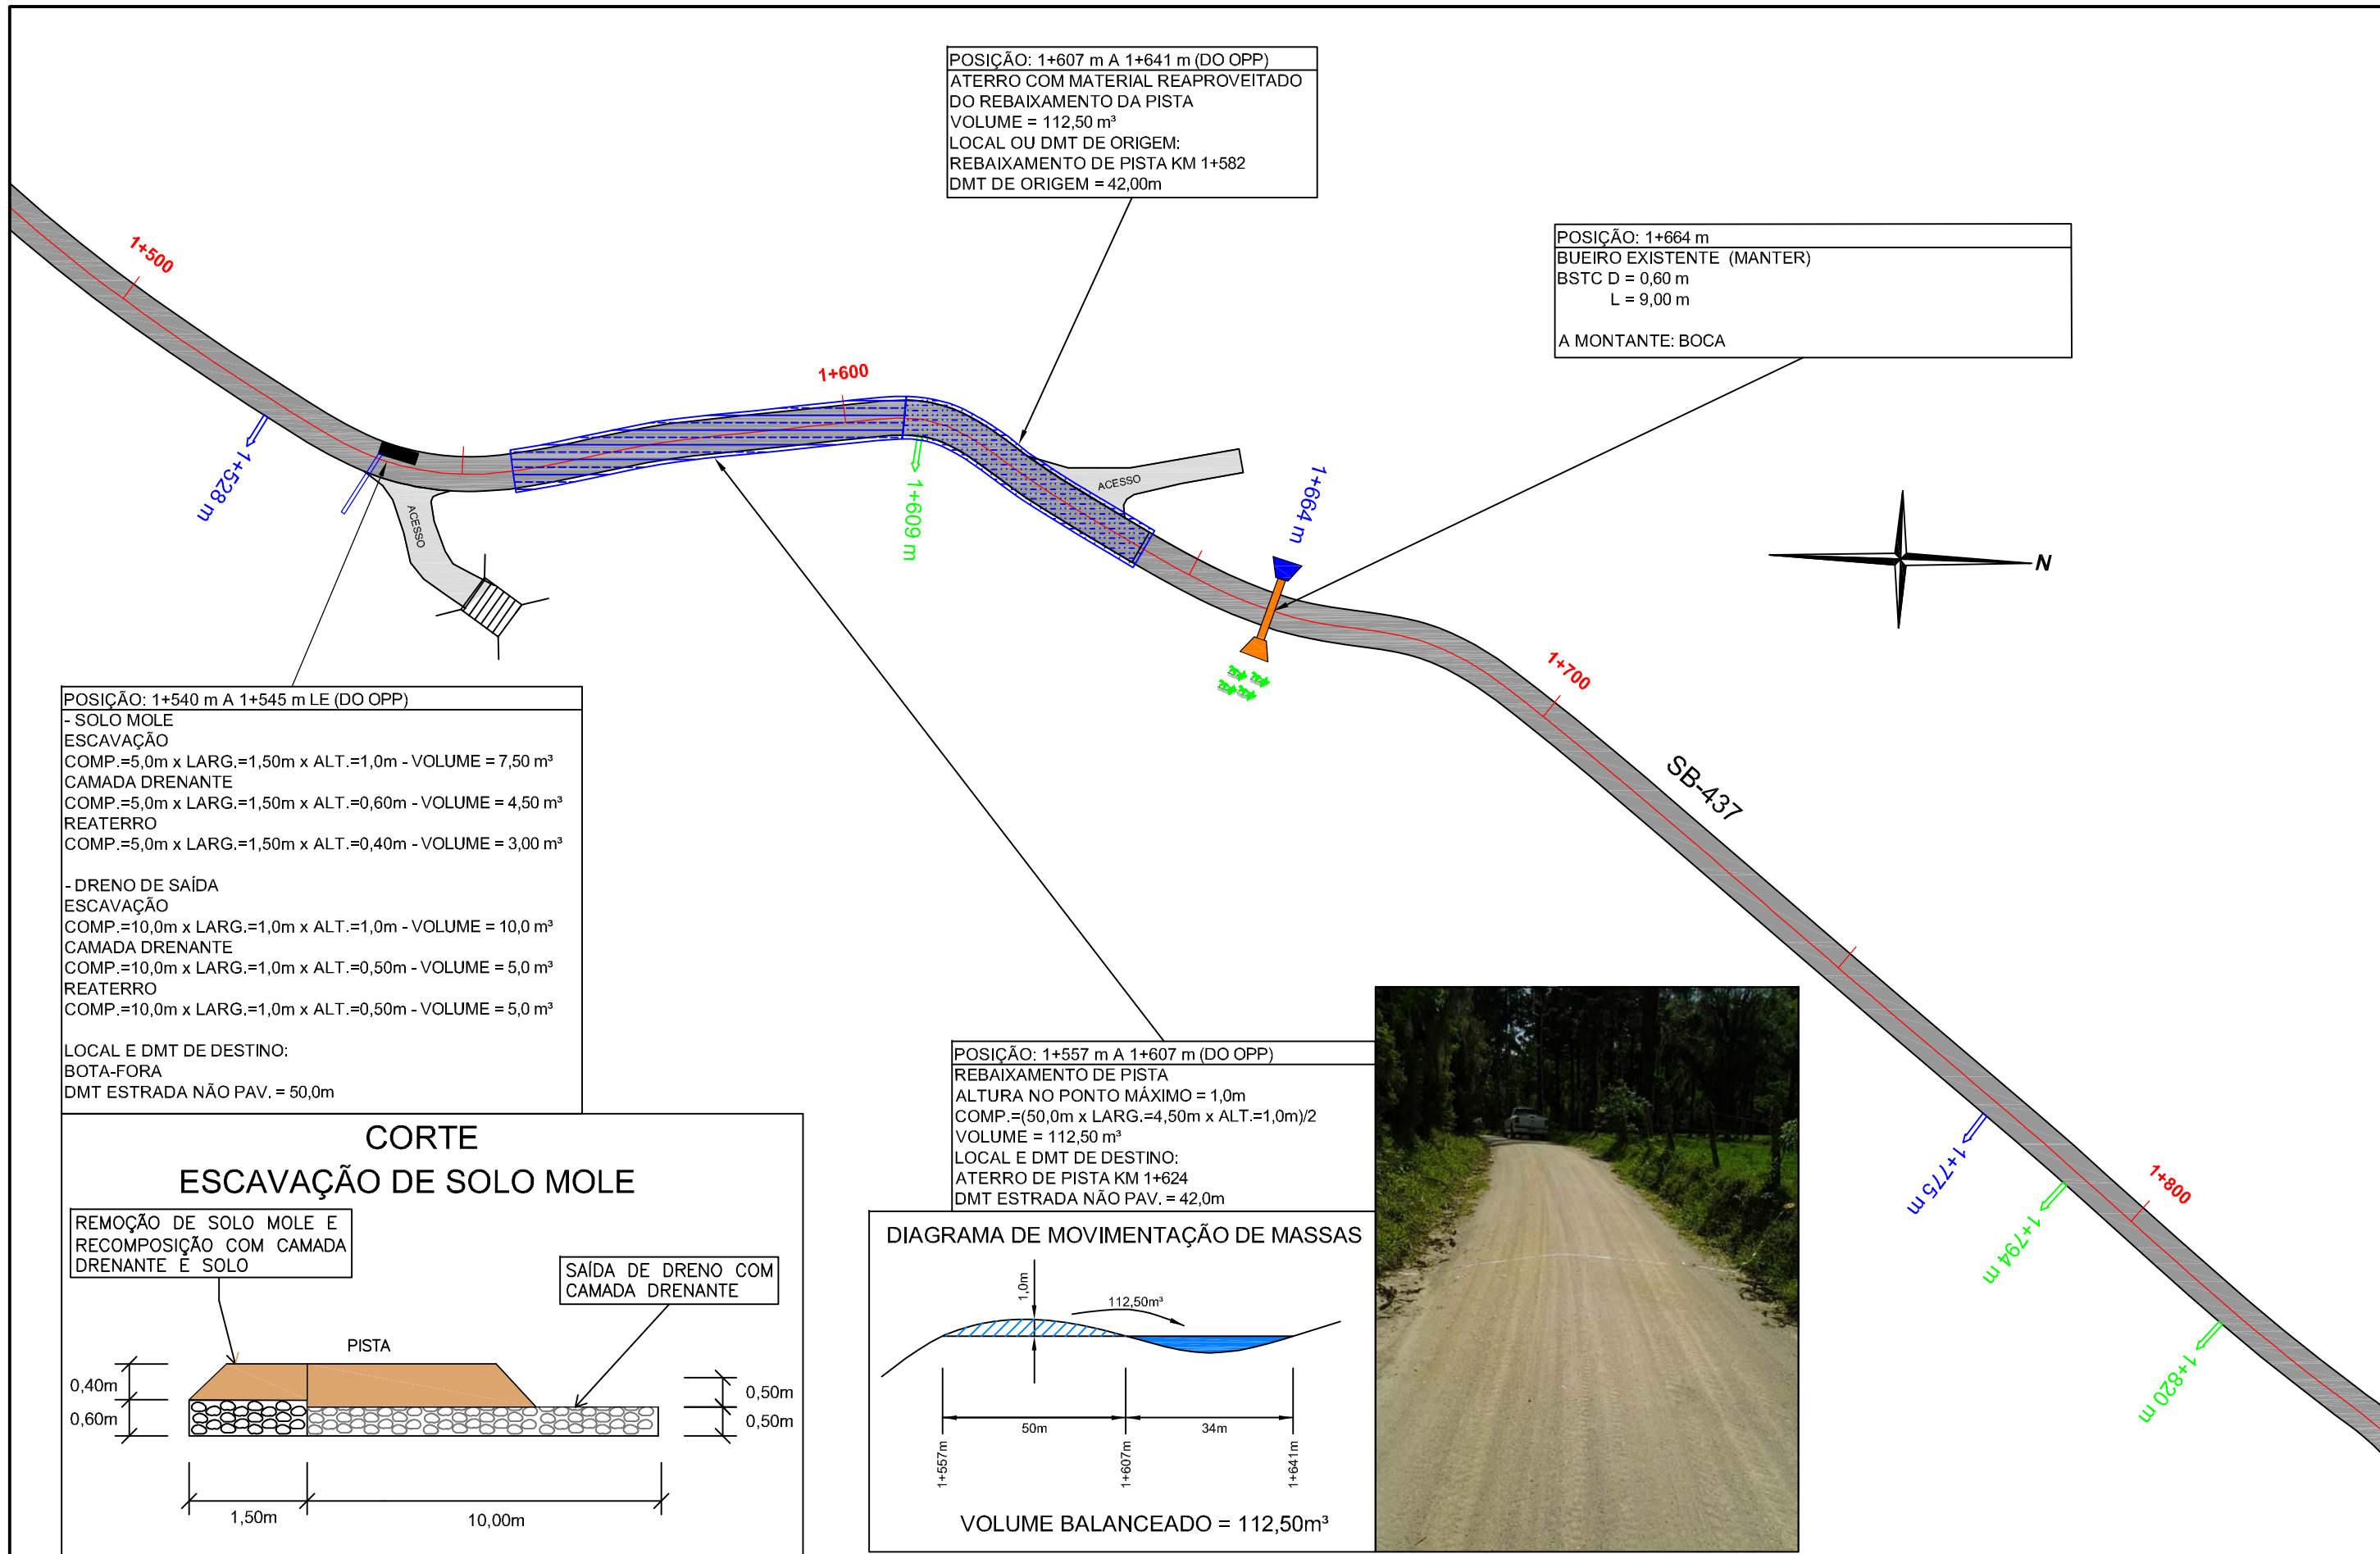 POSIÇÃO: 1+607 m A 1+641 m (DO OPP)
ATERRO COM MATERIAL REAPROVEITADO
DO REBAIXAMENTO DA PISTA
VOLUME = 112,50 m³
LOCAL OU DMT DE ORIGEM:
REBAIXAMENTO DE PISTA KM 1+582
DMT DE ORIGEM = 42,00m
POSIÇÃO: 1+664 m
BUEIRO EXISTENTE (MANTER)
BSTC D = 0,60 m
L = 9,00 m
A MONTANTE: BOCA
1+500
1+600
1+528 m
ACESSO
1+609 m
ACESSO
1+664 m
N
1+700
SB-437
1+775 m
1+794 m
1+800
1+820 m
POSIÇÃO: 1+540 m A 1+545 m LE (DO OPP)
- SOLO MOLE
ESCAVAÇÃO
COMP.=5,0m x LARG.=1,50m x ALT.=1,0m - VOLUME = 7,50 m³
CAMADA DRENANTE
COMP.=5,0m x LARG.=1,50m x ALT.=0,60m - VOLUME = 4,50 m³
REATERRO
COMP.=5,0m x LARG.=1,50m x ALT.=0,40m - VOLUME = 3,00 m³
- DRENO DE SAÍDA
ESCAVAÇÃO
COMP.=10,0m x LARG.=1,0m x ALT.=1,0m - VOLUME = 10,0 m³
CAMADA DRENANTE
COMP.=10,0m x LARG.=1,0m x ALT.=0,50m - VOLUME = 5,0 m³
REATERRO
COMP.=10,0m x LARG.=1,0m x ALT.=0,50m - VOLUME = 5,0 m³
LOCAL E DMT DE DESTINO:
BOTA-FORA
DMT ESTRADA NÃO PAV. = 50,0m
CORTE
ESCAVAÇÃO DE SOLO MOLE
REMOÇÃO DE SOLO MOLE E
RECOMPOSIÇÃO COM CAMADA
DRENANTE E SOLO
SAÍDA DE DRENO COM
CAMADA DRENANTE
PISTA
0,40m
0,60m
0,50m
0,50m
1,50m
10,00m
POSIÇÃO: 1+557 m A 1+607 m (DO OPP)
REBAIXAMENTO DE PISTA
ALTURA NO PONTO MÁXIMO = 1,0m
COMP.=(50,0m x LARG.=4,50m x ALT.=1,0m)/2
VOLUME = 112,50 m³
LOCAL E DMT DE DESTINO:
ATERRO DE PISTA KM 1+624
DMT ESTRADA NÃO PAV. = 42,0m
DIAGRAMA DE MOVIMENTAÇÃO DE MASSAS
1,0m
112,50m³
50m
34m
1+557m
1+607m
1+641m
VOLUME BALANCEADO = 112,50m³